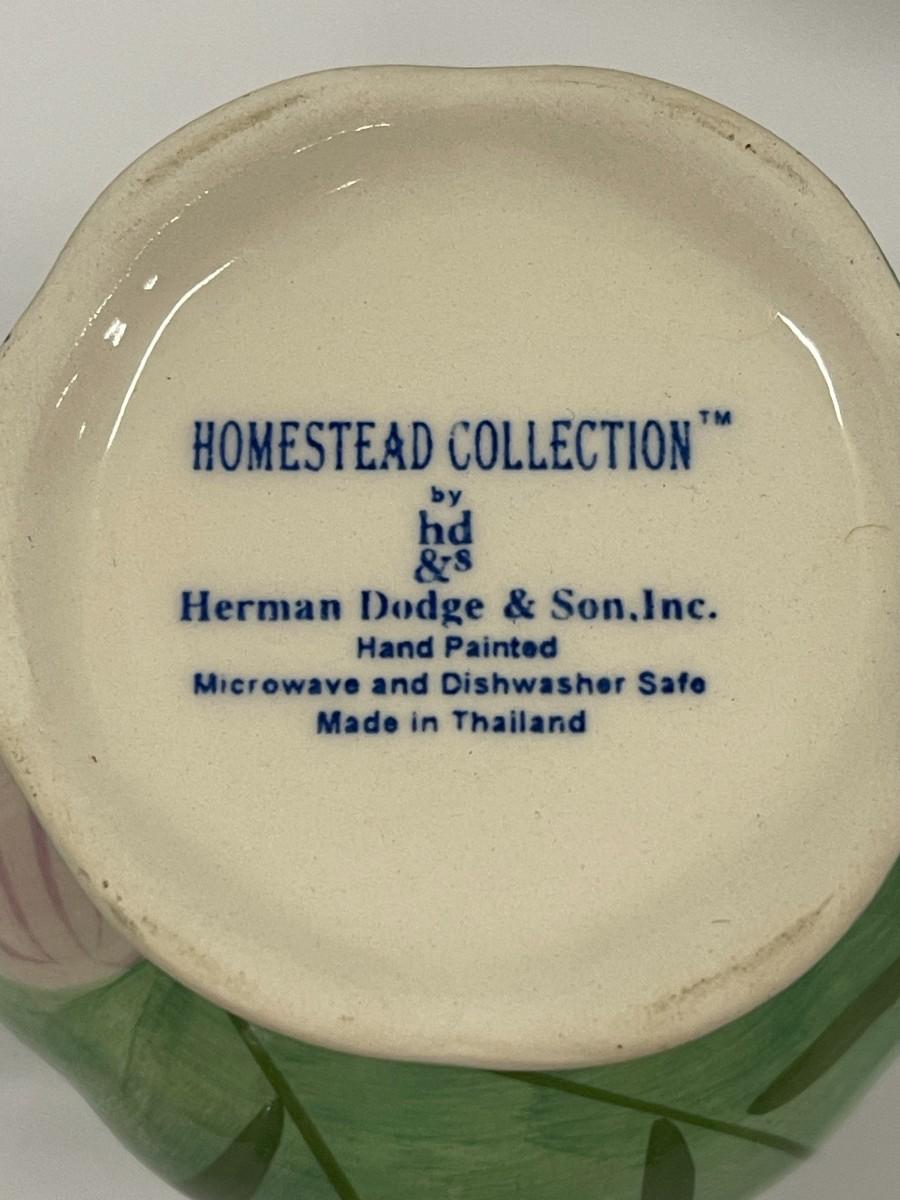 HOMESTEAD COLLECTION™
by
hd
&s
Herman Dodge & Son, Inc.
Hand Painted
Microwave and Dishwasher Safe
Made in Thailand